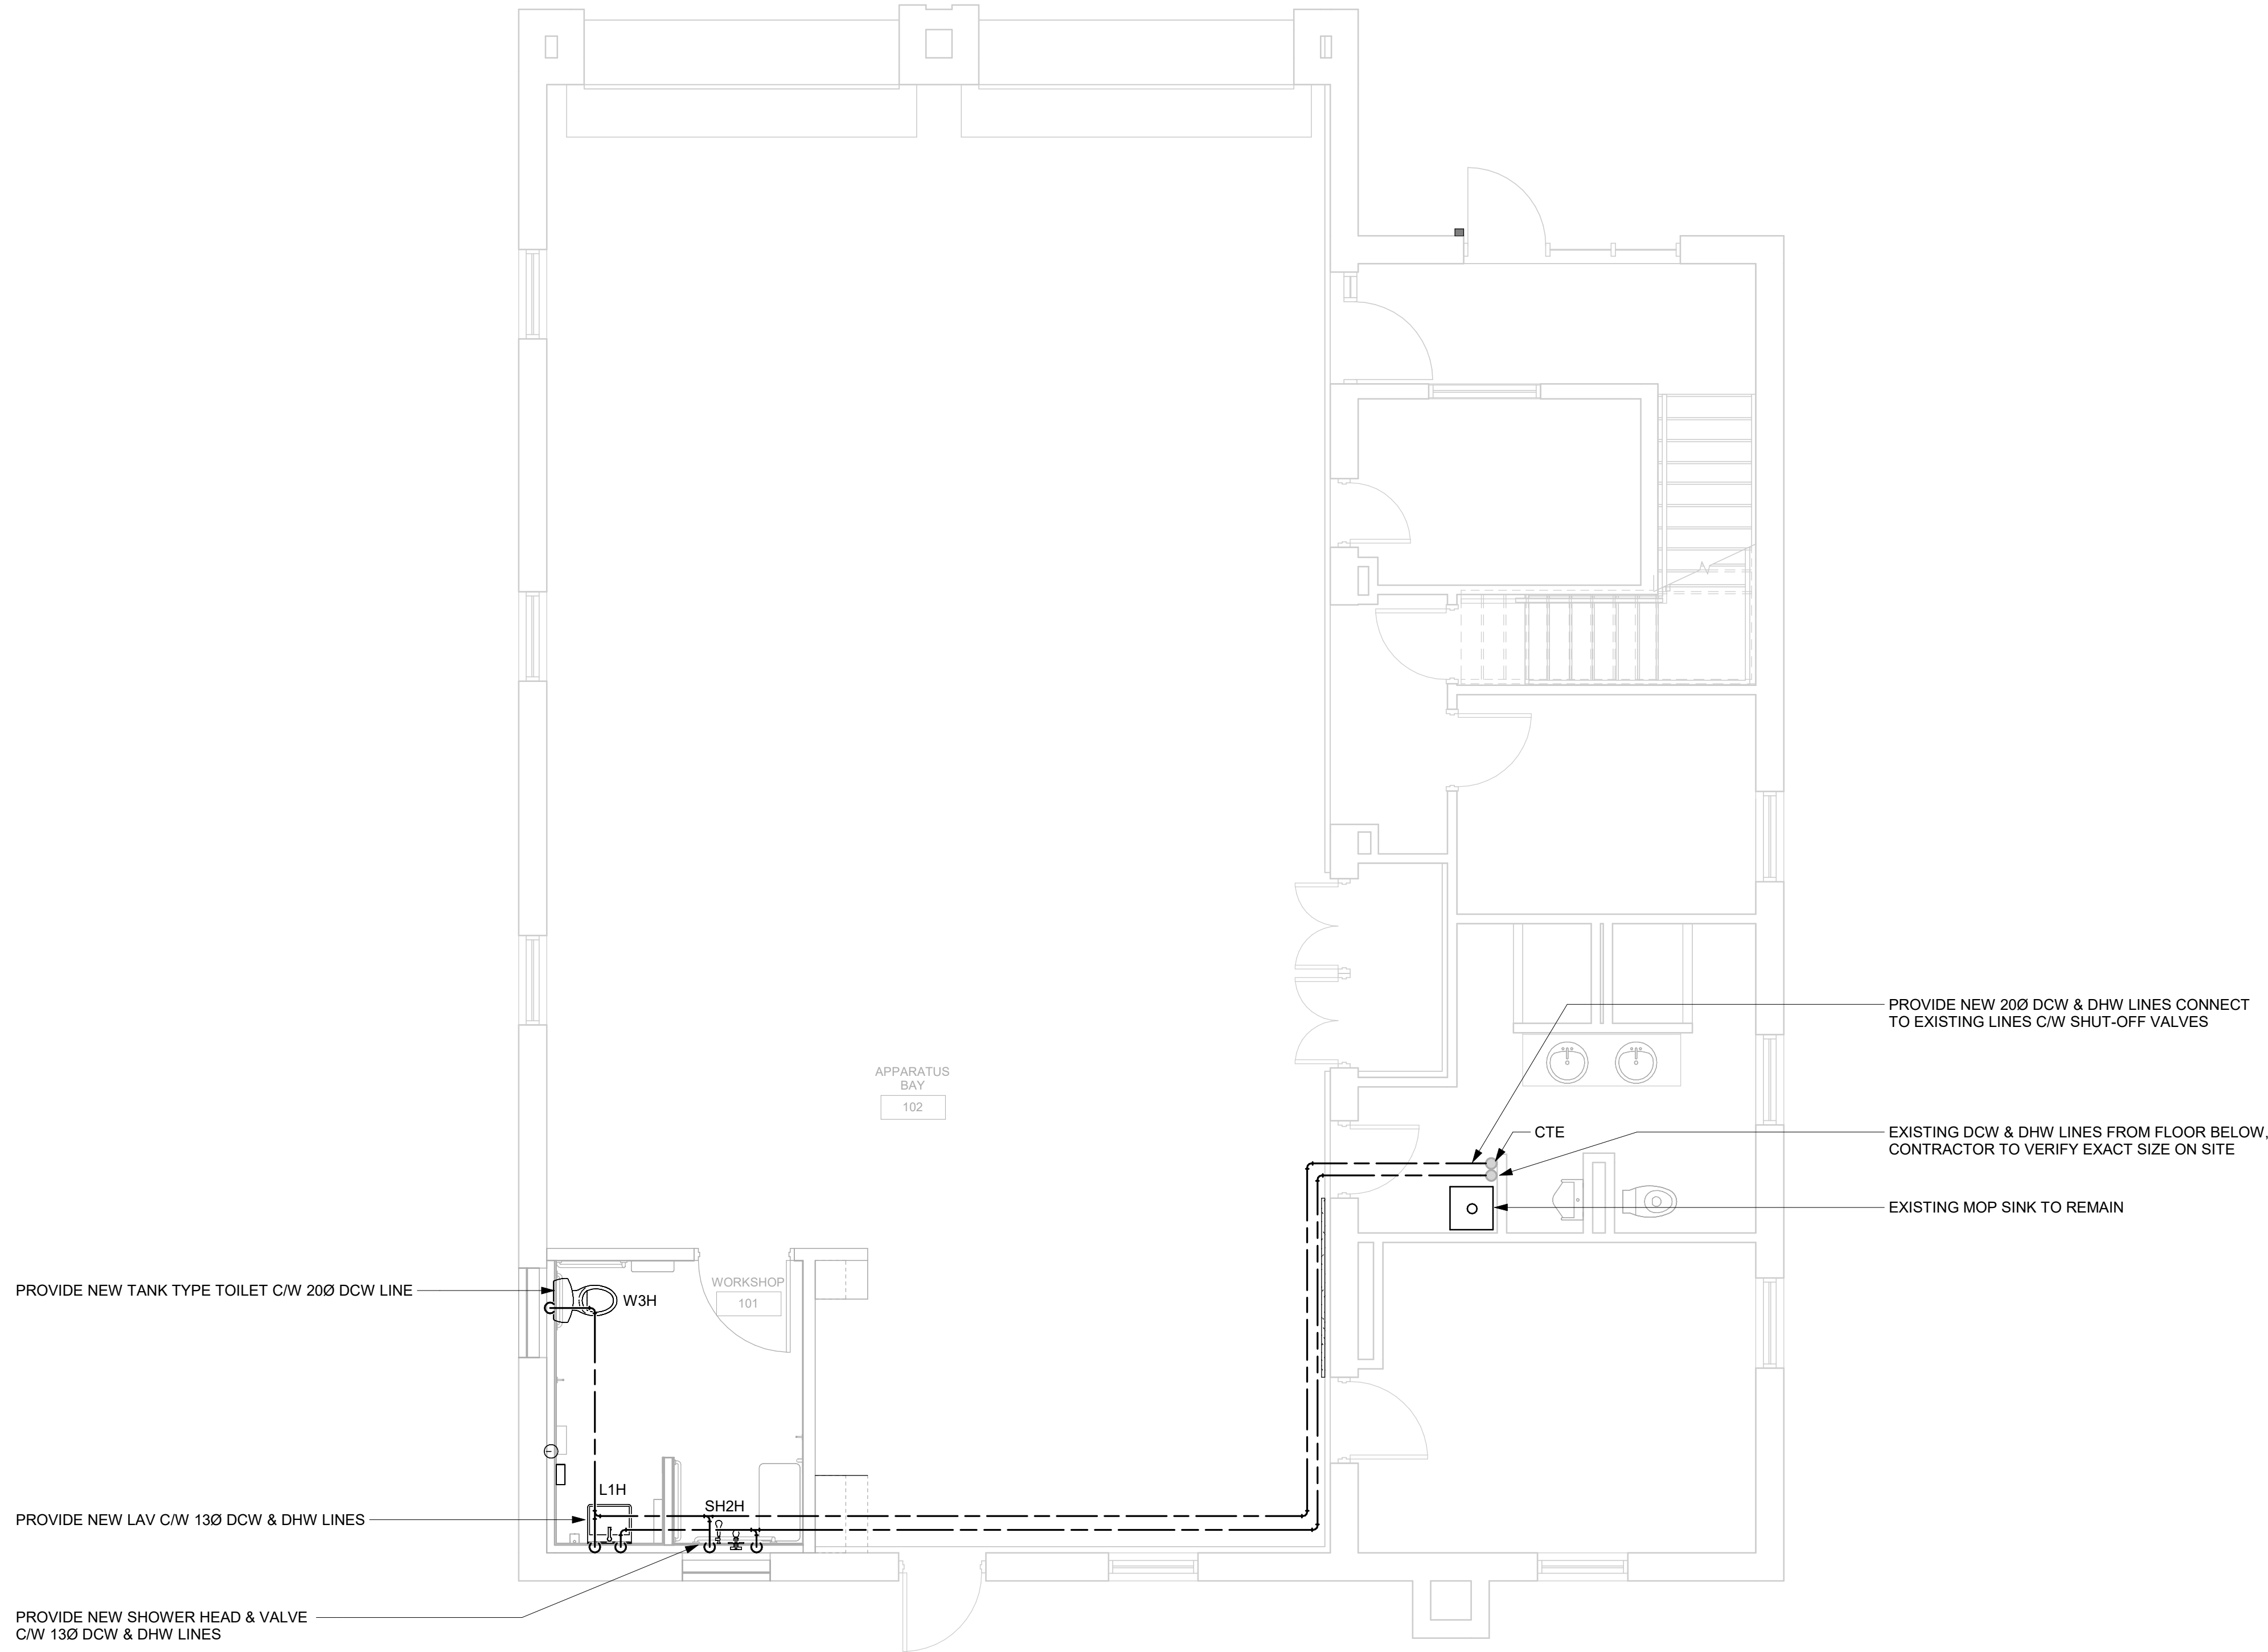 APPARATUS
BAY
102
PROVIDE NEW 20Ø DCW & DHW LINES CONNECT
TO EXISTING LINES C/W SHUT-OFF VALVES
CTE
EXISTING DCW & DHW LINES FROM FLOOR BELOW,
CONTRACTOR TO VERIFY EXACT SIZE ON SITE
EXISTING MOP SINK TO REMAIN
PROVIDE NEW TANK TYPE TOILET C/W 20Ø DCW LINE
W3H
WORKSHOP
101
L1H
SH2H
PROVIDE NEW LAV C/W 13Ø DCW & DHW LINES
PROVIDE NEW SHOWER HEAD & VALVE
C/W 13Ø DCW & DHW LINES